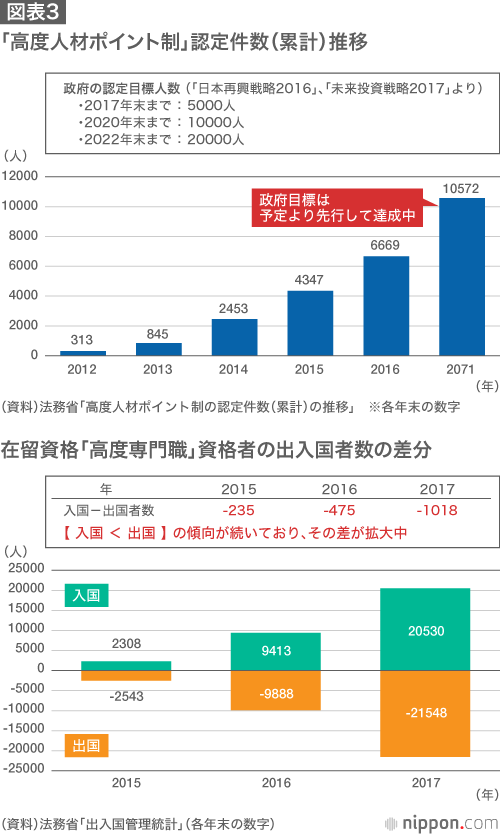 図表3
「高度人材ポイント制」認定件数（累計）推移
政府の認定目標人数（「日本再興戦略2016」、「未来投資戦略2017」より）
・2017年末まで：5000人
・2020年末まで：10000人
・2022年末まで：20000人
（人）
12000
10000
8000
6000
4000
2000
0
政府目標は
予定より先行して達成中
313
845
2453
4347
6669
10572
2012 2013 2014 2015 2016 2071
（年）
（資料）法務省「高度人材ポイント制の認定件数（累計）の推移」 ※各年末の数字
在留資格「高度専門職」資格者の出入国者数の差分
年 2015 2016 2017
入国－出国者数 -235 -475 -1018
【 入国 ＜ 出国 】の傾向が続いており、その差が拡大中
（人）
25000
20000
15000
10000
5000
0
-5000
-10000
-15000
-20000
-25000
入国
2308
9413
20530
-2543
-9888
-21548
出国
2015 2016 2017
（年）
（資料）法務省「出入国管理統計」（各年末の数字）
nippon.com